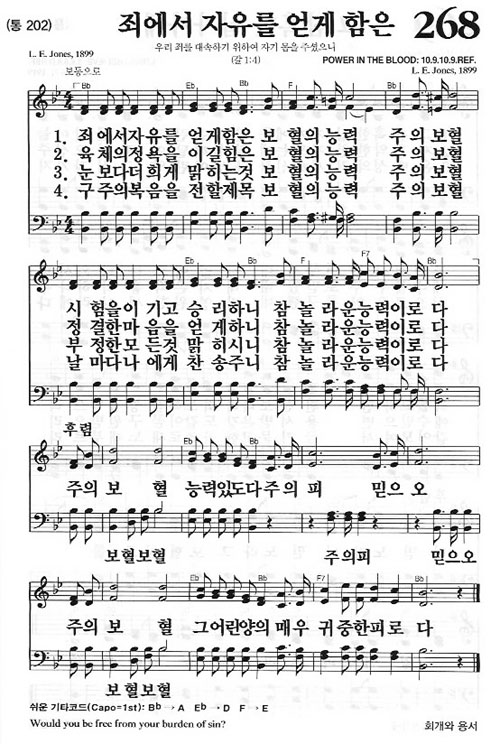 (통 202)
죄에서 자유를 얻게 함은 268
우리 죄를 대속하기 위하여 자기 몸을 주셨으니
(갈 1:4)
L. E. Jones, 1899
POWER IN THE BLOOD: 10.9.10.9.REF.
L. E. Jones, 1899
보통으로
Bb Eb Bb F Bb
1. 죄에서자유를 얻게함은 보 혈의능력 주 의 보혈
2. 육체의정욕을 이길힘은 보 혈의능력 주 의 보혈
3. 눈보다더희게 맑히는것 보 혈의능력 주 의 보혈
4. 구주의복음을 전할제목 보 혈의능력 주 의 보혈
Bb Eb Bb F F7 Bb
시 험을이 기고 승 리하니 참 놀 라운능력이로 다
정 결한마 음을 얻 게하니 참 놀 라운능력이로 다
부 정한모 든것 맑 히시니 참 놀 라운능력이로 다
날 마다나 에게 찬 송주니 참 놀 라운능력이로 다
후렴
Eb Bb
주의 보 혈 능력있도다주의 피 믿으 오
보혈보혈 주의피 믿으오
Eb Bb F7 Bb
주의 보 혈 그어린양의 매우 귀중한피로 다
보혈보혈
쉬운 기타코드(Capo=1st): Bb → A Eb → D F → E
Would you be free from your burden of sin?
회개와 용서